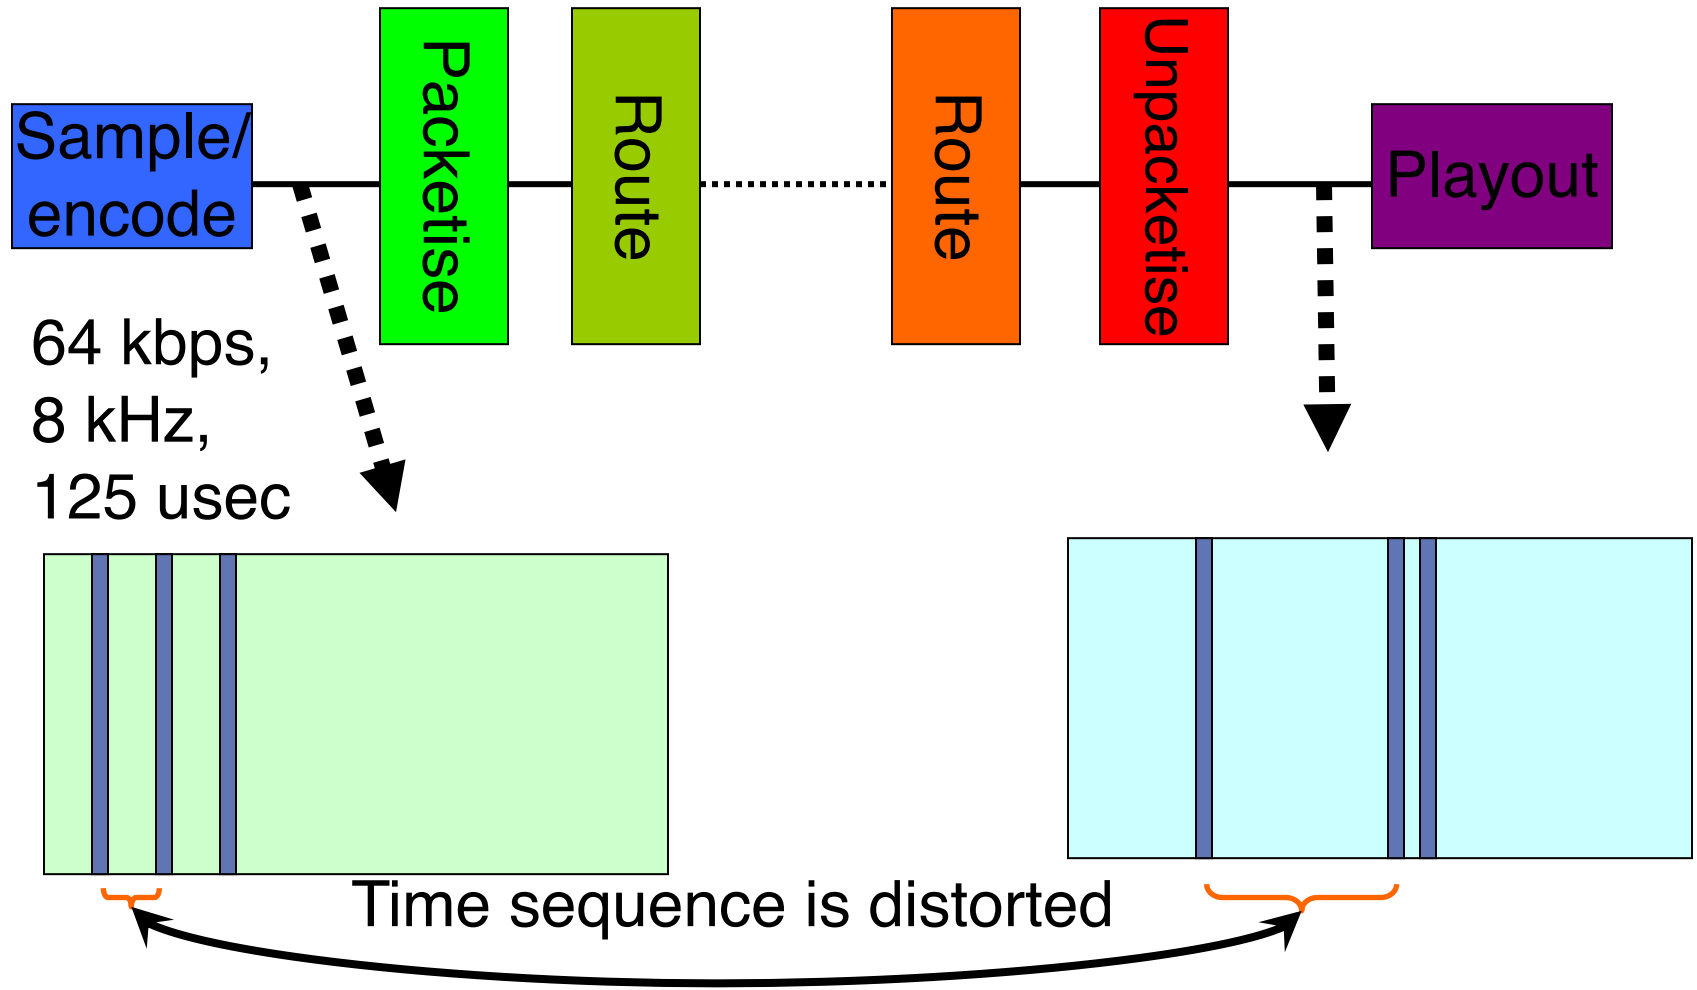 Sample/
encode
Packetise
Route
Route
Unpacketise
Playout
64 kbps,
8 kHz,
125 usec
Time sequence is distorted